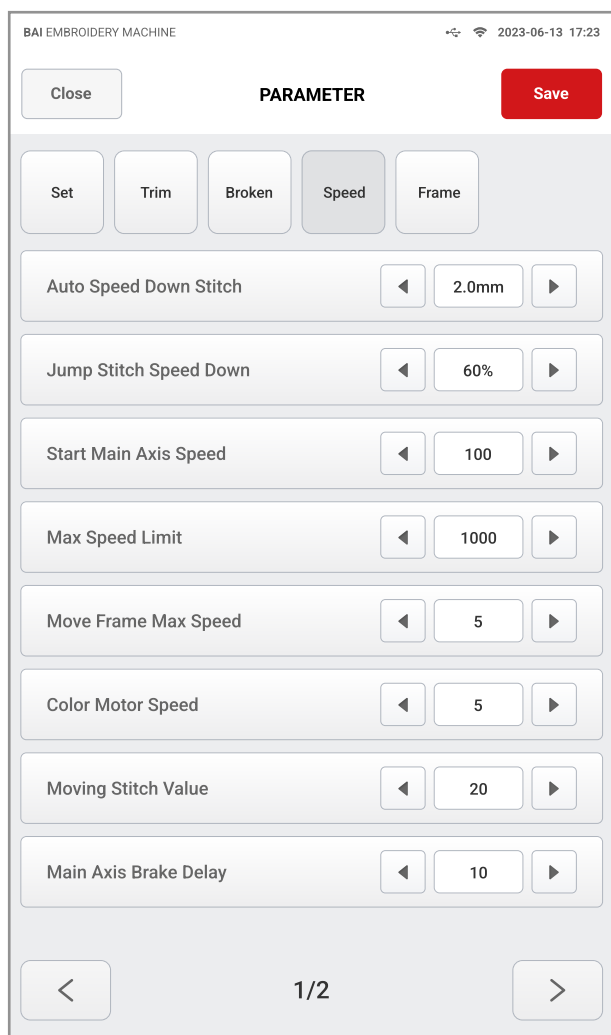 BAI EMBROIDERY MACHINE 2023-06-13 17:23
Close PARAMETER Save
Set Trim Broken Speed Frame
Auto Speed Down Stitch 2.0mm
Jump Stitch Speed Down 60%
Start Main Axis Speed 100
Max Speed Limit 1000
Move Frame Max Speed 5
Color Motor Speed 5
Moving Stitch Value 20
Main Axis Brake Delay 10
1/2